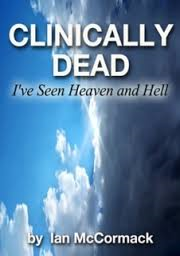 CLINICALLY
DEAD
I've Seen Heaven and Hell
by Ian McCormack